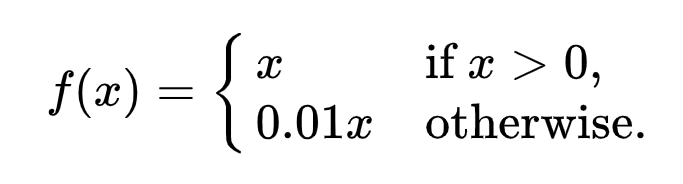 f(x) = { x if x > 0,
0.01x otherwise.